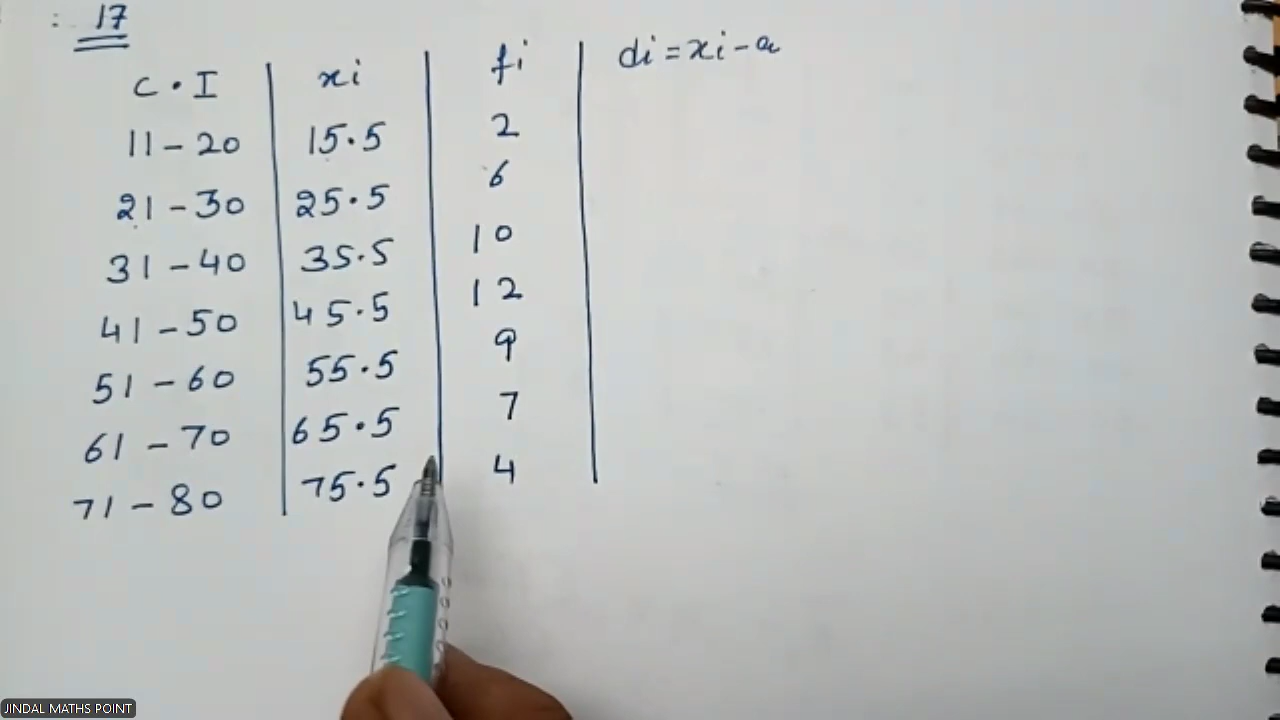 : 17
C.I xi fi di = xi - a
11-20 15.5 2
21-30 25.5 6
31-40 35.5 10
41-50 45.5 12
51-60 55.5 9
61-70 65.5 7
71-80 75.5 4
JINDAL MATHS POINT